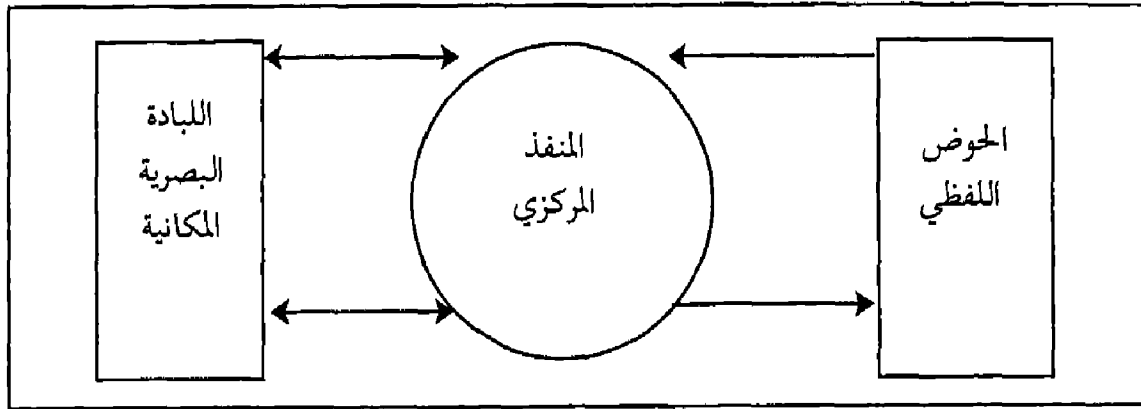 الحوض
اللفظي
المنفذ
المركزي
اللبادة
البصرية
المكانية